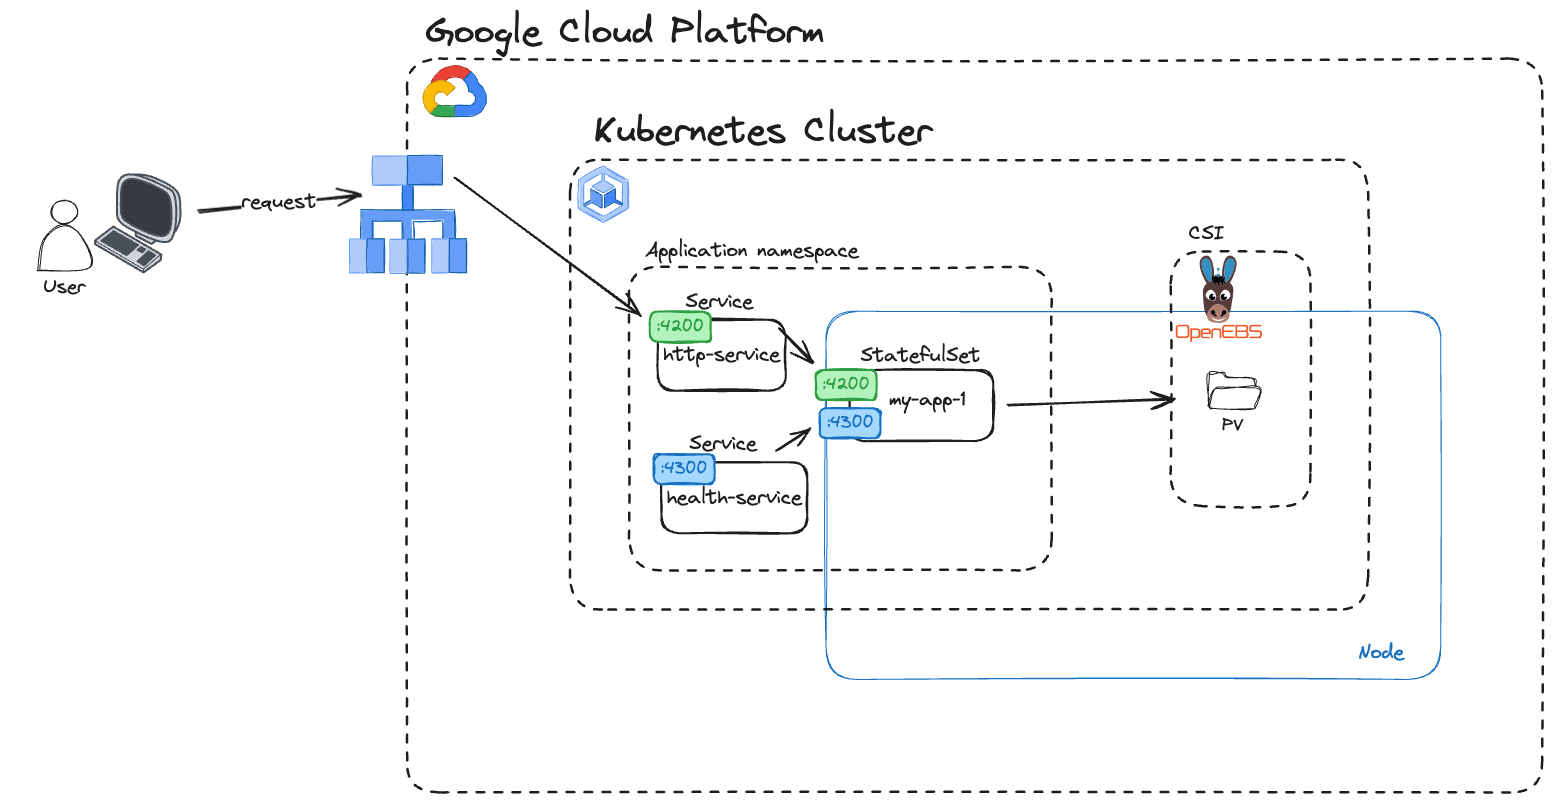 Google Cloud Platform
Kubernetes Cluster
request
User
Application namespace
CSI
Service
:4200
http-service
OpenEBS
StatefulSet
:4200
my-app-1
:4300
PV
Service
:4300
health-service
Node